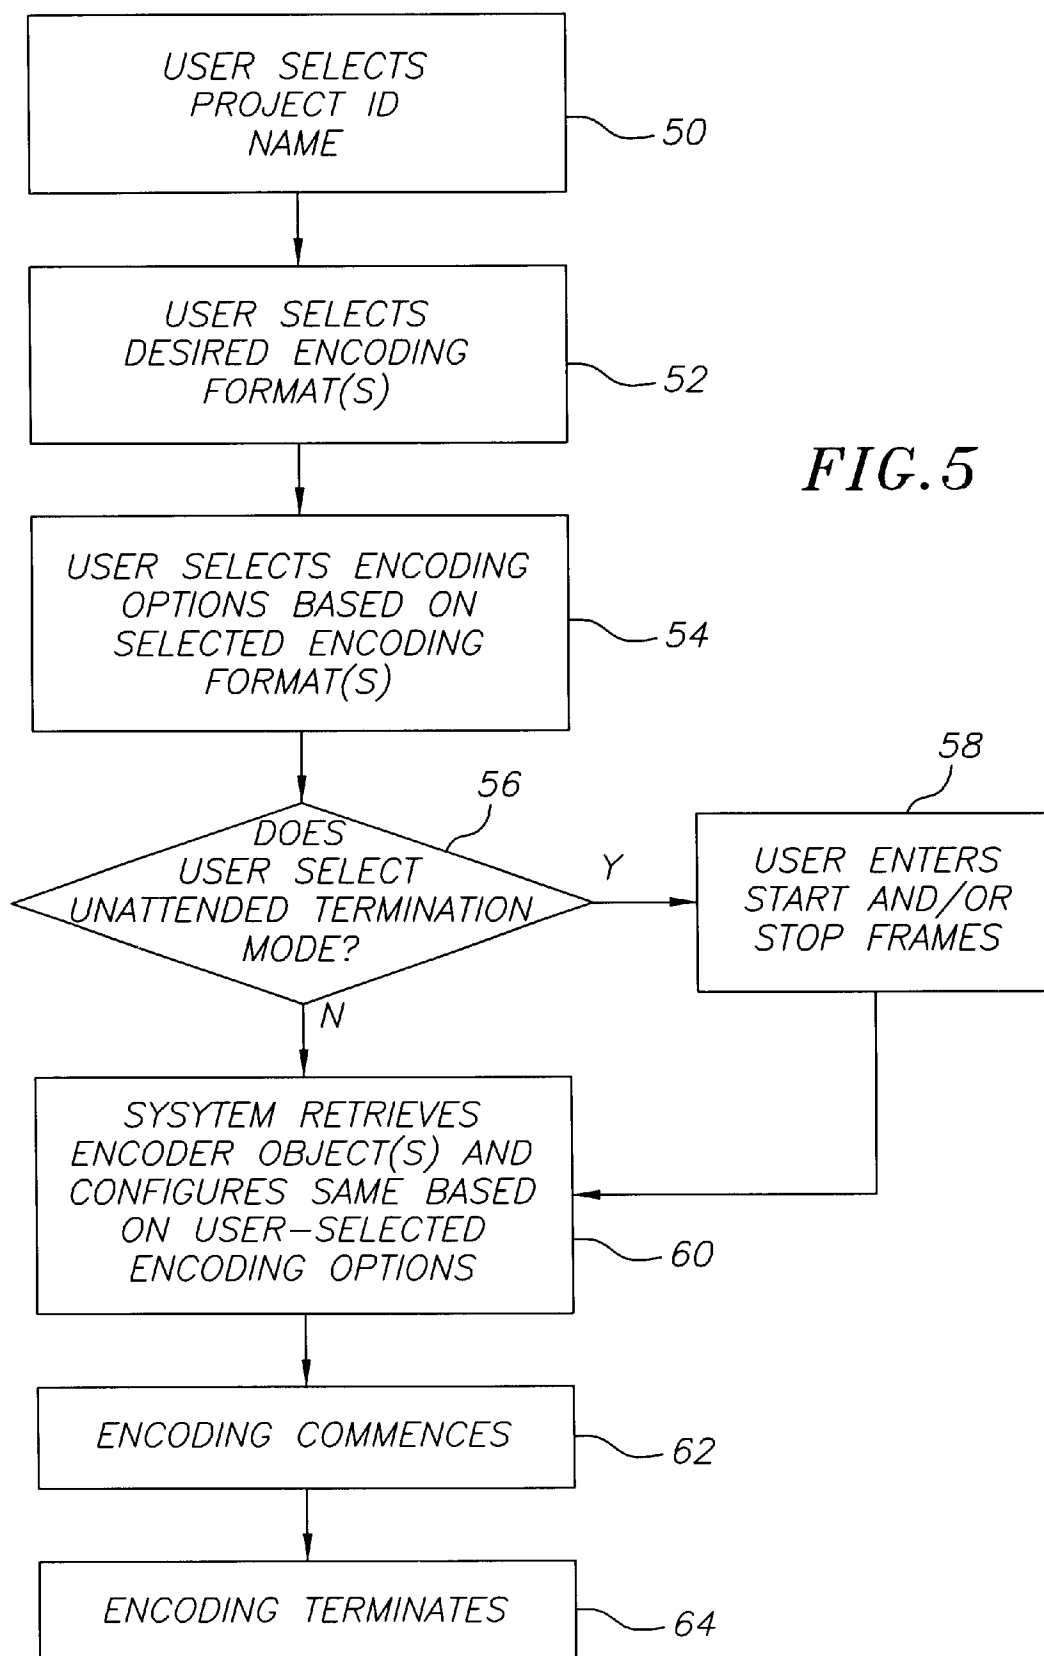 USER SELECTS
PROJECT ID
NAME
50
USER SELECTS
DESIRED ENCODING
FORMAT(S)
52
FIG.5
USER SELECTS ENCODING
OPTIONS BASED ON
SELECTED ENCODING
FORMAT(S)
54
56
DOES
USER SELECT
UNATTENDED TERMINATION
MODE?
Y
N
58
USER ENTERS
START AND/OR
STOP FRAMES
SYSYTEM RETRIEVES
ENCODER OBJECT(S) AND
CONFIGURES SAME BASED
ON USER-SELECTED
ENCODING OPTIONS
60
ENCODING COMMENCES
62
ENCODING TERMINATES
64